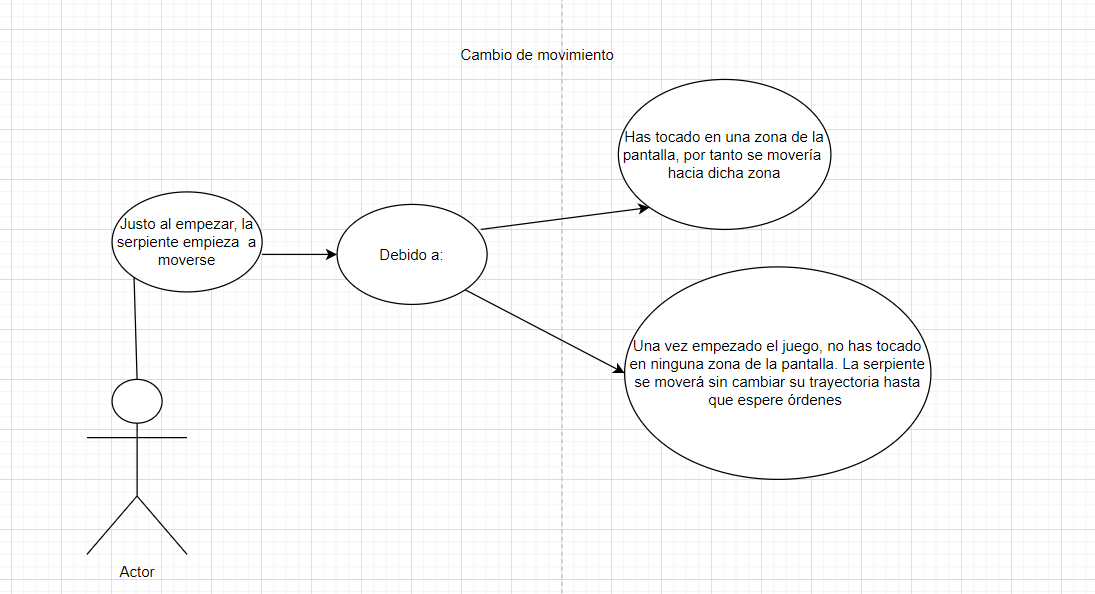 Cambio de movimiento
Has tocado en una zona de la
pantalla, por tanto se movería
hacia dicha zona
Justo al empezar, la
serpiente empieza a
moverse
Debido a:
Una vez empezado el juego, no has tocado
en ninguna zona de la pantalla. La serpiente
se moverá sin cambiar su trayectoria hasta
que espere órdenes
Actor